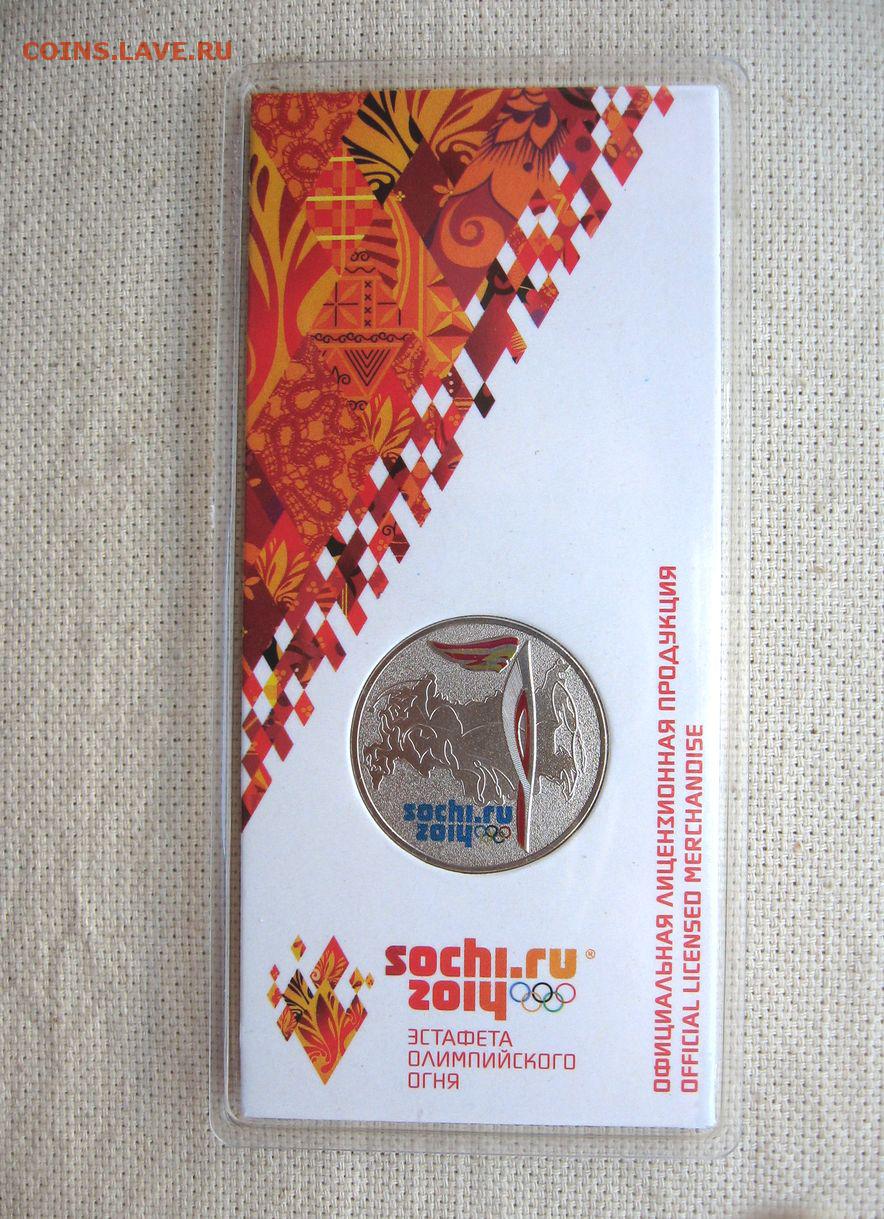 COINS.LAVE.RU
sochi.ru
2014
sochi.ru ®
2014
ЭСТАФЕТА
ОЛИМПИЙСКОГО
ОГНЯ
ОФИЦИАЛЬНАЯ ЛИЦЕНЗИОННАЯ ПРОДУКЦИЯ
OFFICIAL LICENSED MERCHANDISE